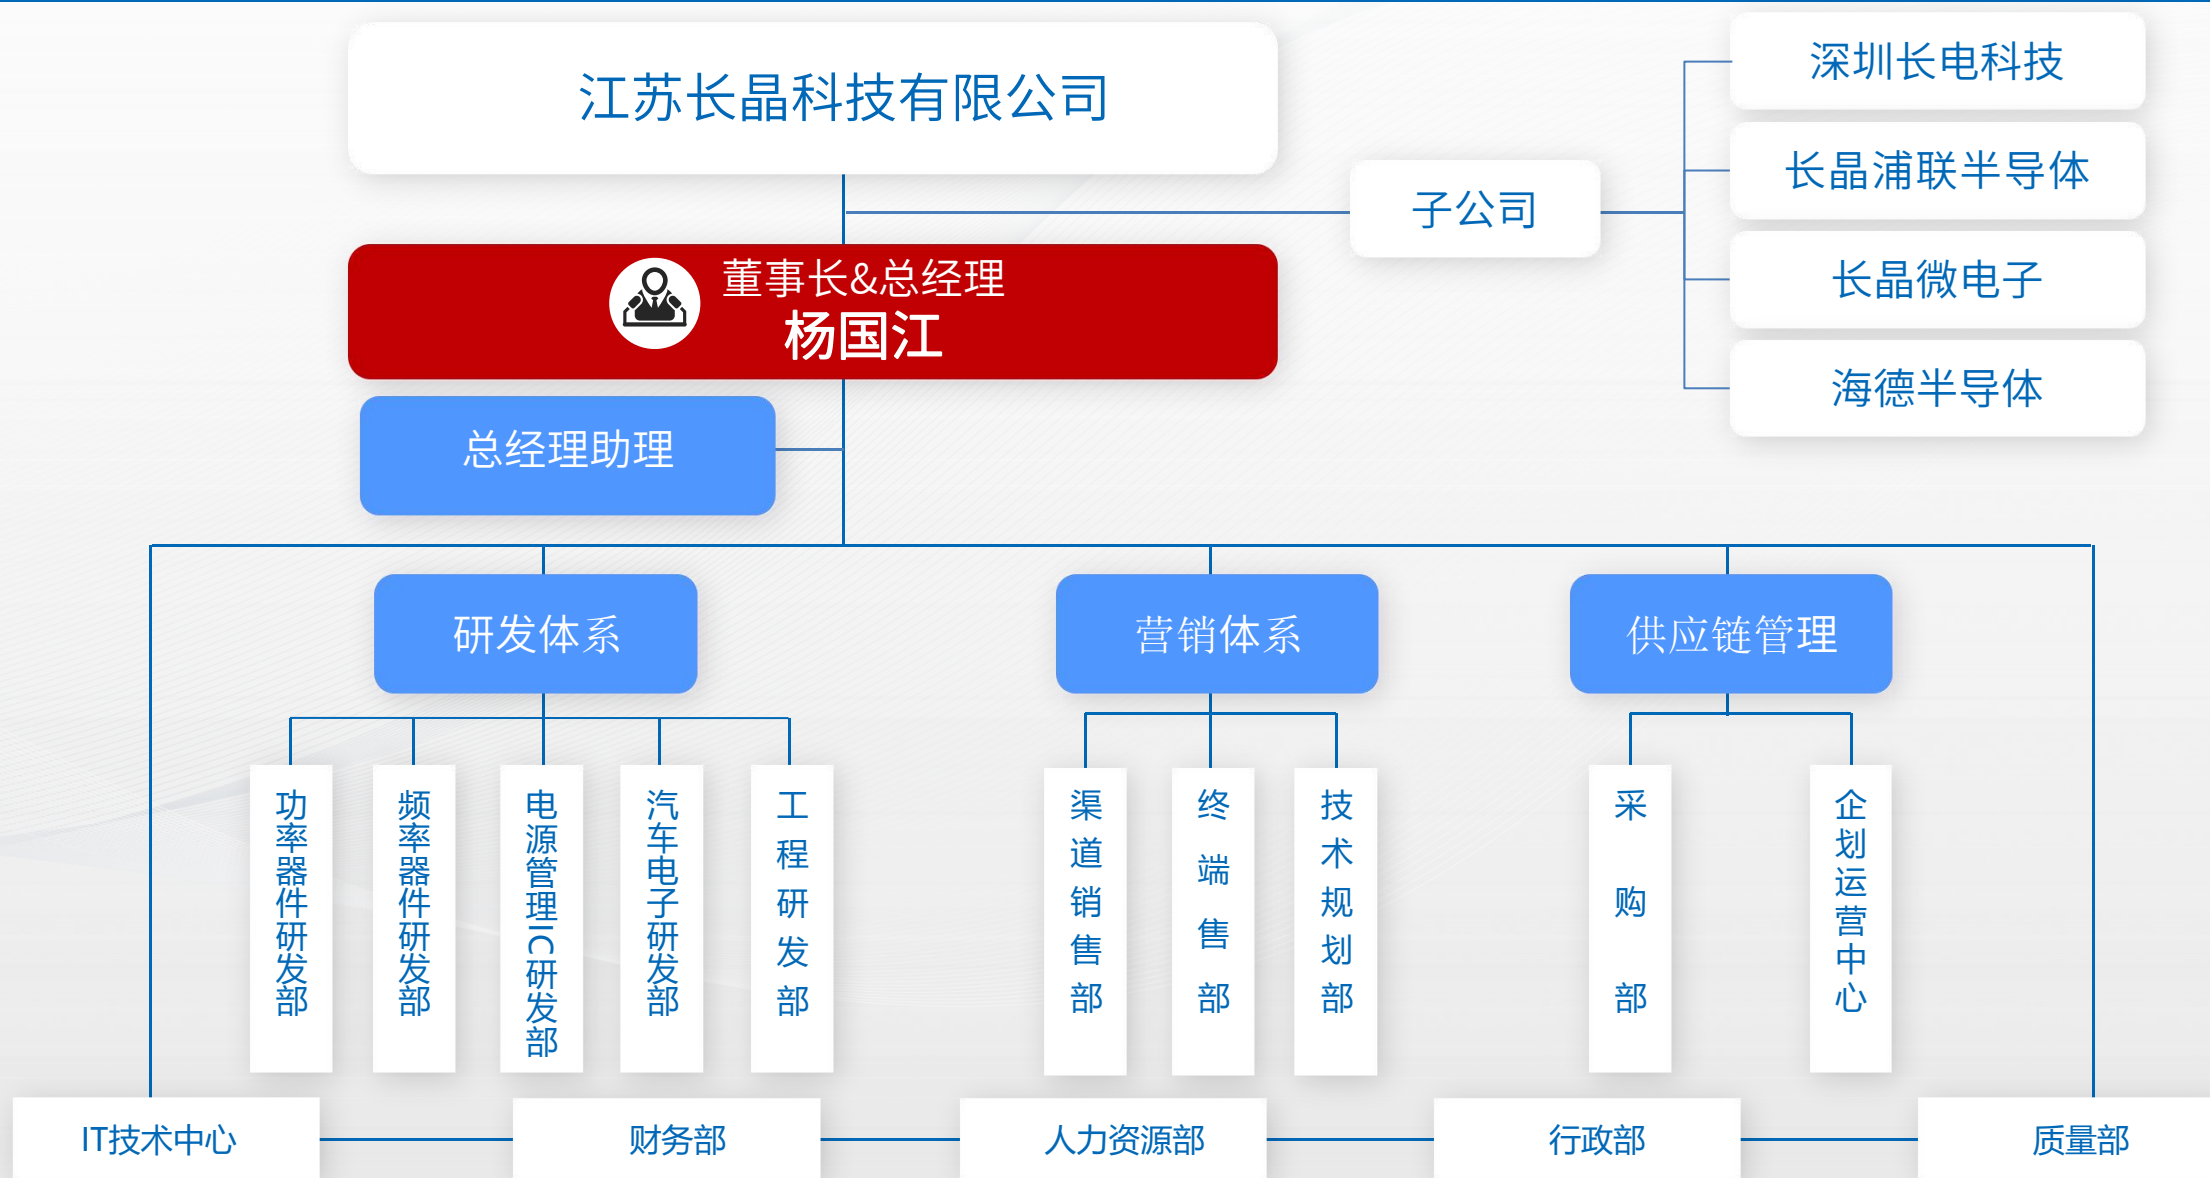 江苏长晶科技有限公司
深圳长电科技
长晶浦联半导体
子公司
长晶微电子
海德半导体
董事长&总经理
杨国江
总经理助理
研发体系
营销体系
供应链管理
功率器件研发部
频率器件研发部
电源管理IC研发部
汽车电子研发部
工程研发部
渠道销售部
终端售部
技术规划部
采购部
企划运营中心
IT技术中心
财务部
人力资源部
行政部
质量部